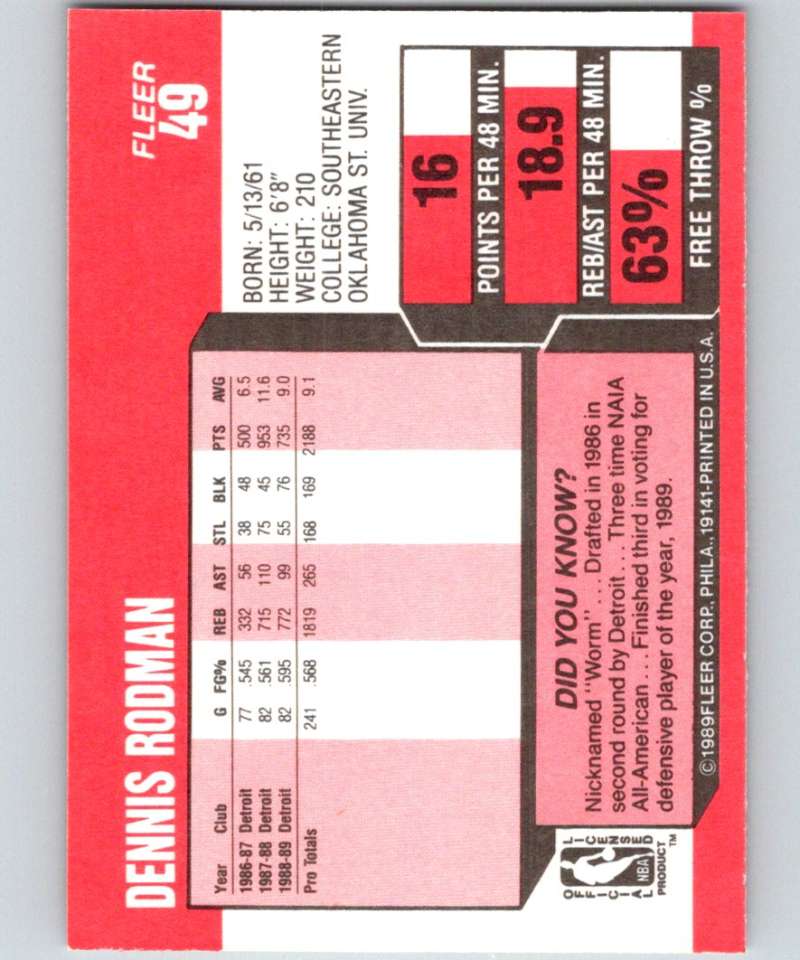 DENNIS RODMAN
FLEER
49
Year Club G FG% REB AST STL BLK PTS AVG
1986-87 Detroit 77 .545 332 56 38 48 500 6.5
1987-88 Detroit 82 .561 715 110 75 45 953 11.6
1988-89 Detroit 82 .595 772 99 55 76 735 9.0
Pro Totals 241 .568 1819 265 168 169 2188 9.1
BORN: 5/13/61
HEIGHT: 6'8"
WEIGHT: 210
COLLEGE: SOUTHEASTERN
OKLAHOMA ST. UNIV.
16
POINTS PER 48 MIN.
18.9
REB/AST PER 48 MIN.
63%
FREE THROW %
DID YOU KNOW?
Nicknamed "Worm" . . . Drafted in 1986 in
second round by Detroit . . . Three time NAIA
All-American . . . Finished third in voting for
defensive player of the year, 1989.
OFFICIAL
LICENSED
NBA
PRODUCT™
©1989FLEER CORP., PHILA., 19141-PRINTED IN U.S.A.